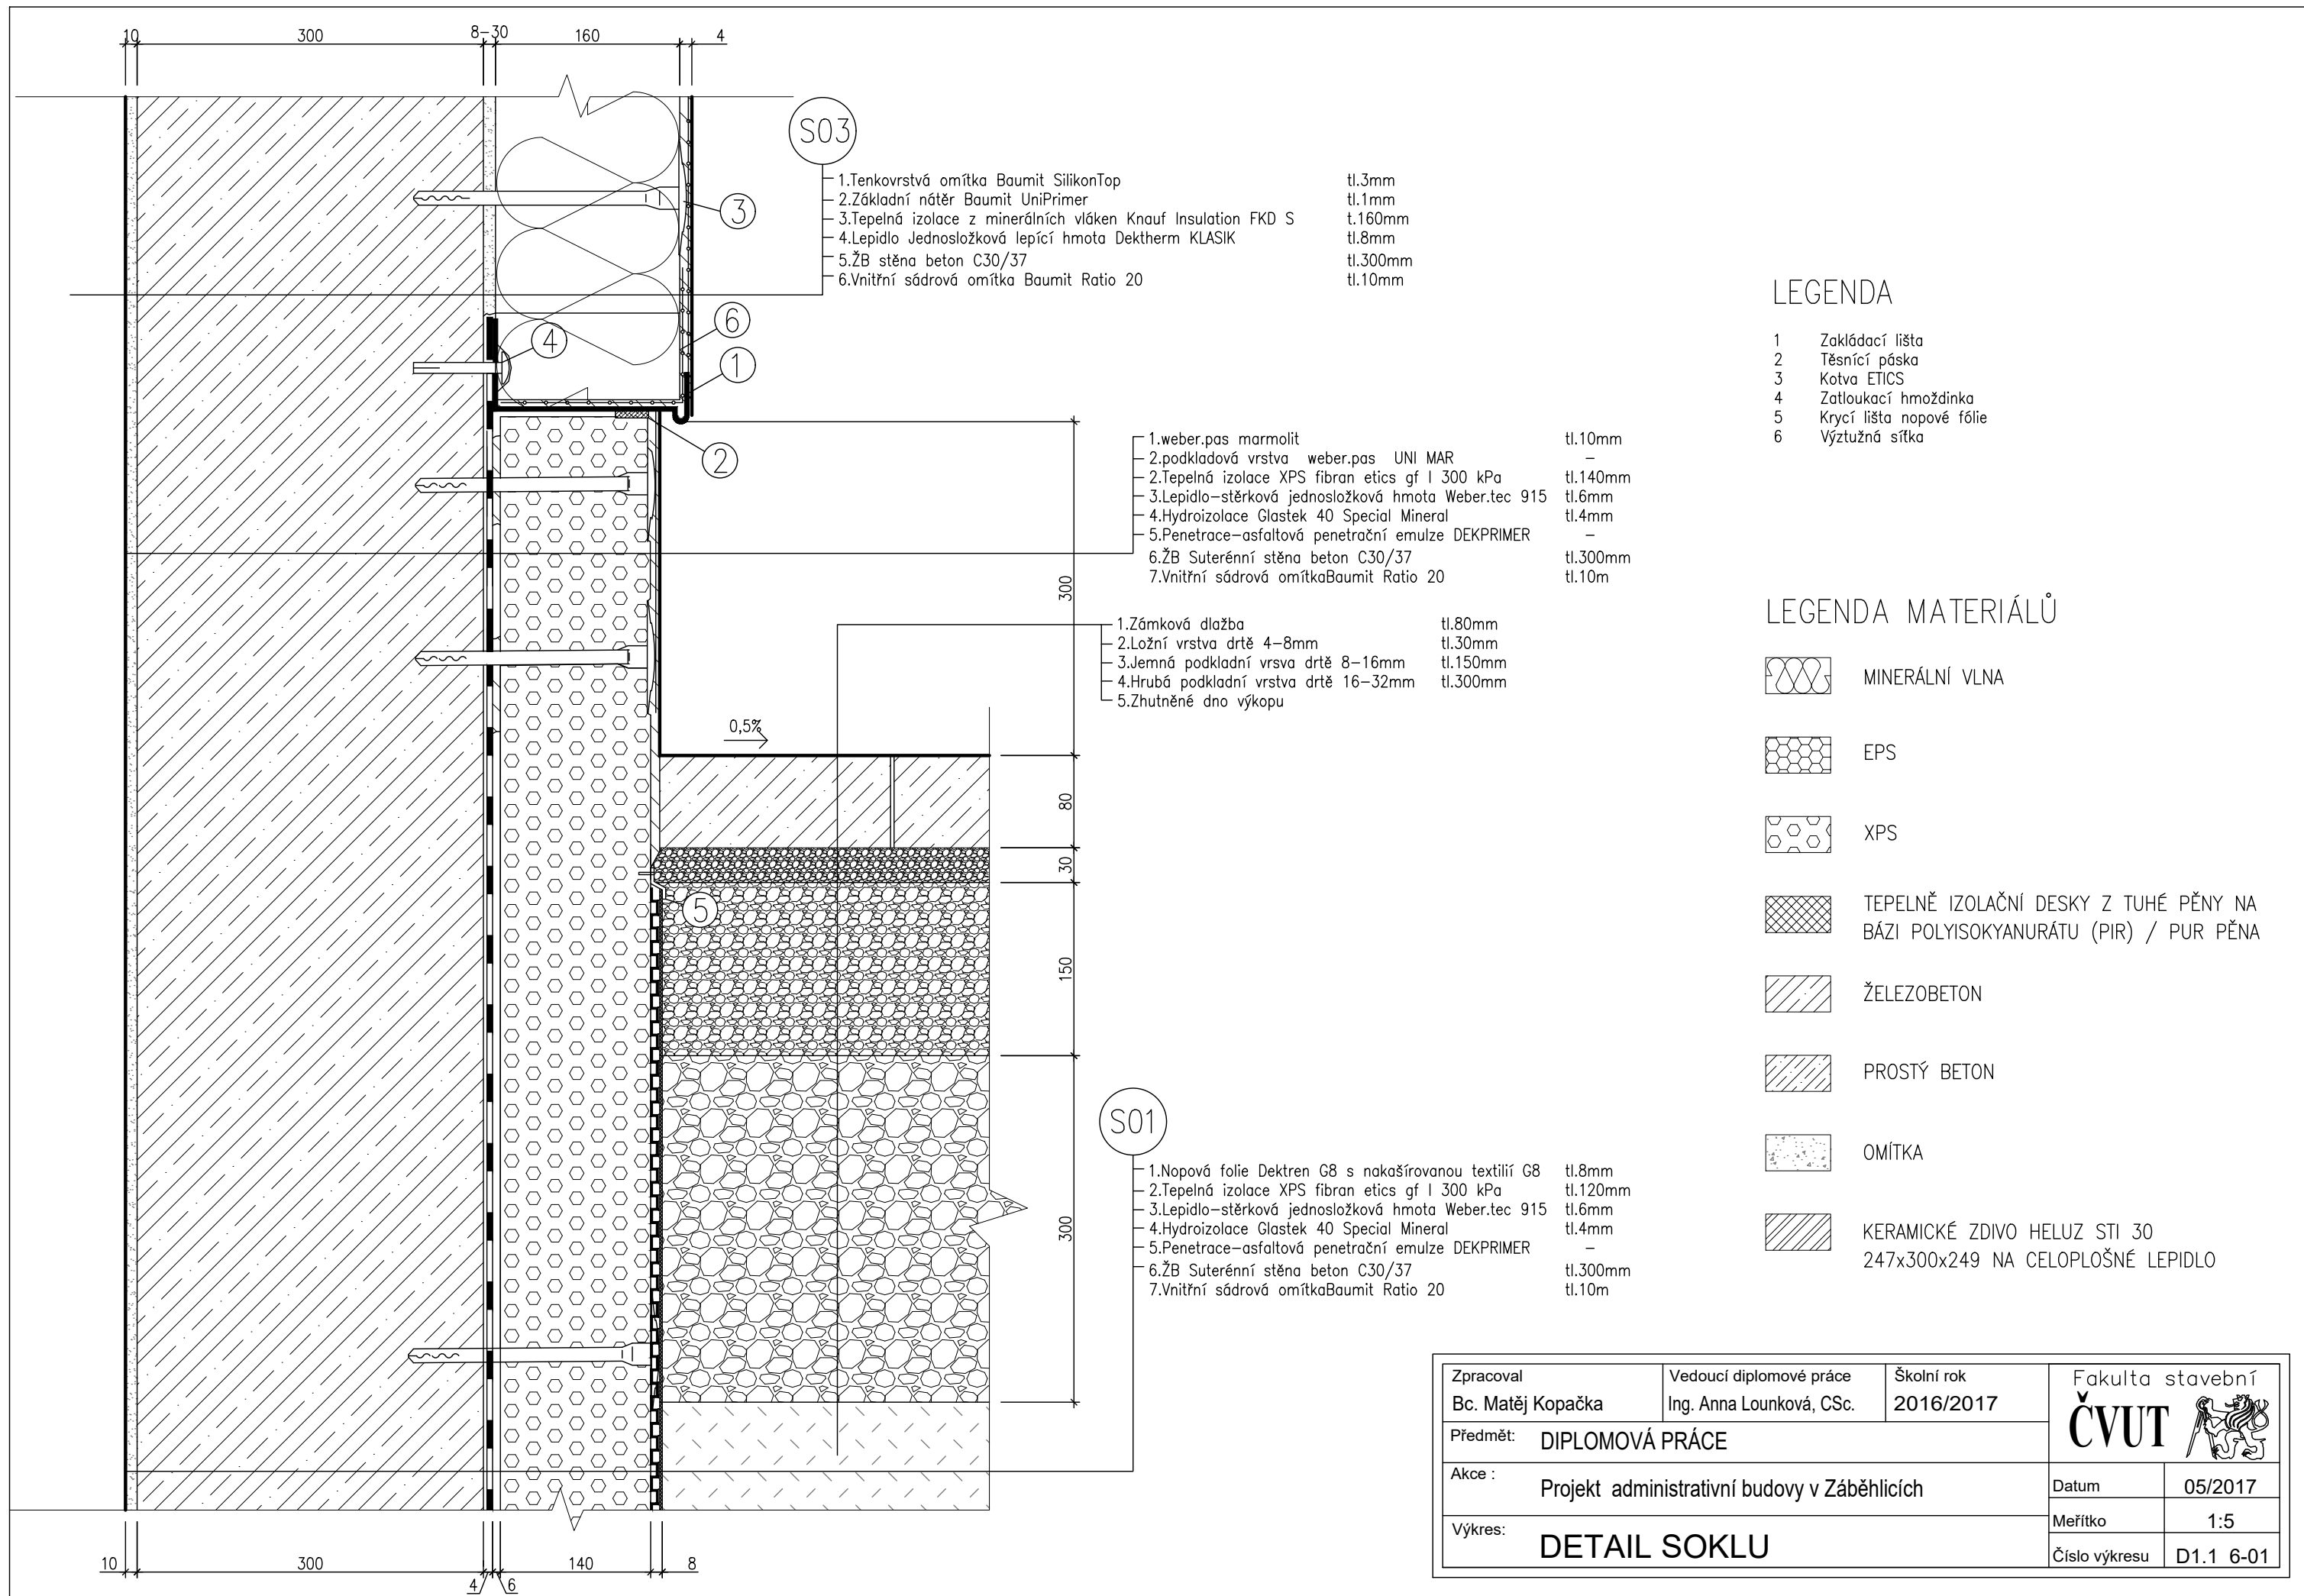 10
300
8-30
160
4
S03
1.Tenkovrstvá omítka Baumit SilikonTop tl.3mm
2.Základní nátěr Baumit UniPrimer tl.1mm
3.Tepelná izolace z minerálních vláken Knauf Insulation FKD S t.160mm
4.Lepidlo Jednosložková lepící hmota Dektherm KLASIK tl.8mm
5.ŽB stěna beton C30/37 tl.300mm
6.Vnitřní sádrová omítka Baumit Ratio 20 tl.10mm
3
6
4
1
2
LEGENDA
1 Zakládací lišta
2 Těsnící páska
3 Kotva ETICS
4 Zatloukací hmoždinka
5 Krycí lišta nopové fólie
6 Výztužná síťka
1.weber.pas marmolit tl.10mm
2.podkladová vrstva weber.pas UNI MAR –
2.Tepelná izolace XPS fibran etics gf I 300 kPa tl.140mm
3.Lepidlo-stěrková jednosložková hmota Weber.tec 915 tl.6mm
4.Hydroizolace Glastek 40 Special Mineral tl.4mm
5.Penetrace-asfaltová penetrační emulze DEKPRIMER –
6.ŽB Suterénní stěna beton C30/37 tl.300mm
7.Vnitřní sádrová omítkaBaumit Ratio 20 tl.10m
300
1.Zámková dlažba tl.80mm
2.Ložní vrstva drtě 4-8mm tl.30mm
3.Jemná podkladní vrsva drtě 8-16mm tl.150mm
4.Hrubá podkladní vrstva drtě 16-32mm tl.300mm
5.Zhutněné dno výkopu
0,5%
80
30
5
150
300
LEGENDA MATERIÁLŮ
MINERÁLNÍ VLNA
EPS
XPS
TEPELNĚ IZOLAČNÍ DESKY Z TUHÉ PĚNY NA
BÁZI POLYISOKYANURÁTU (PIR) / PUR PĚNA
ŽELEZOBETON
PROSTÝ BETON
OMÍTKA
KERAMICKÉ ZDIVO HELUZ STI 30
247x300x249 NA CELOPLOŠNÉ LEPIDLO
S01
1.Nopová folie Dektren G8 s nakašírovanou textilií G8 tl.8mm
2.Tepelná izolace XPS fibran etics gf I 300 kPa tl.120mm
3.Lepidlo-stěrková jednosložková hmota Weber.tec 915 tl.6mm
4.Hydroizolace Glastek 40 Special Mineral tl.4mm
5.Penetrace-asfaltová penetrační emulze DEKPRIMER –
6.ŽB Suterénní stěna beton C30/37 tl.300mm
7.Vnitřní sádrová omítkaBaumit Ratio 20 tl.10m
10
300
4
6
140
8
Zpracoval
Bc. Matěj Kopačka
Vedoucí diplomové práce
Ing. Anna Lounková, CSc.
Školní rok
2016/2017
Fakulta stavební
ČVUT
Předmět: DIPLOMOVÁ PRÁCE
Akce : Projekt administrativní budovy v Záběhlicích
Výkres: DETAIL SOKLU
Datum 05/2017
Meřítko 1:5
Číslo výkresu D1.1 6-01